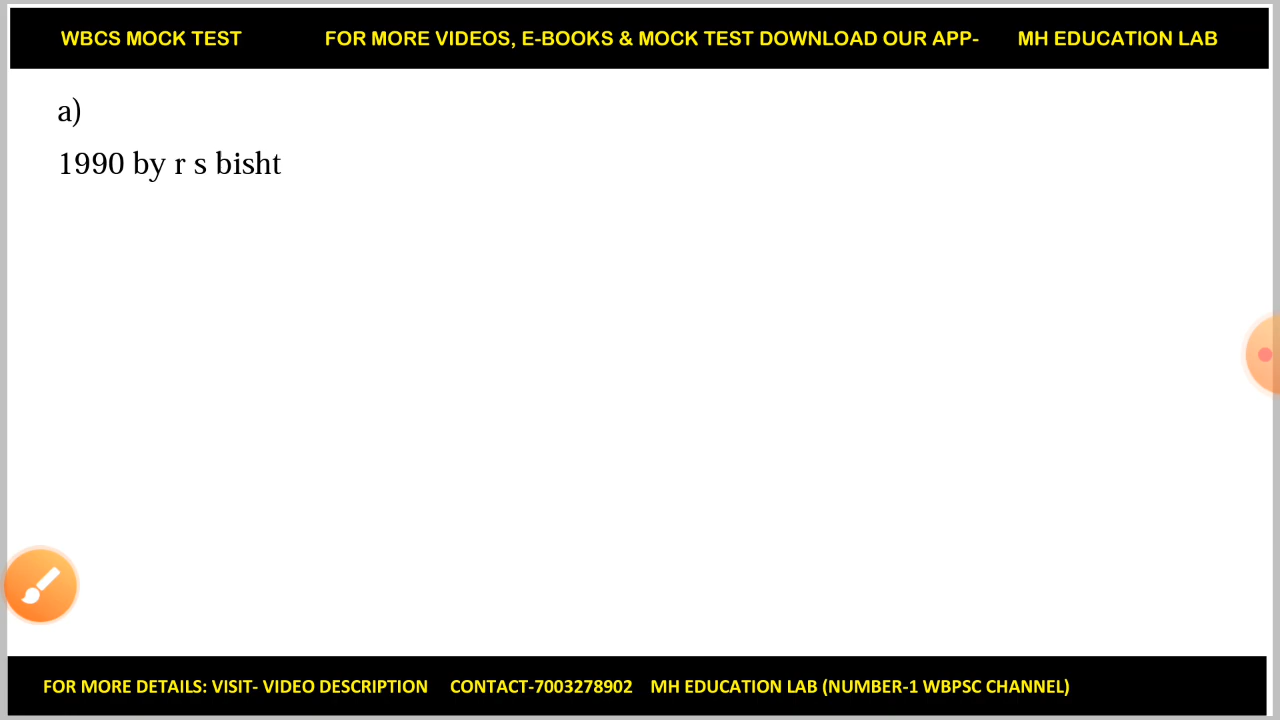 WBCS MOCK TEST FOR MORE VIDEOS, E-BOOKS & MOCK TEST DOWNLOAD OUR APP- MH EDUCATION LAB
a)
1990 by r s bisht
FOR MORE DETAILS: VISIT- VIDEO DESCRIPTION CONTACT-7003278902 MH EDUCATION LAB (NUMBER-1 WBPSC CHANNEL)